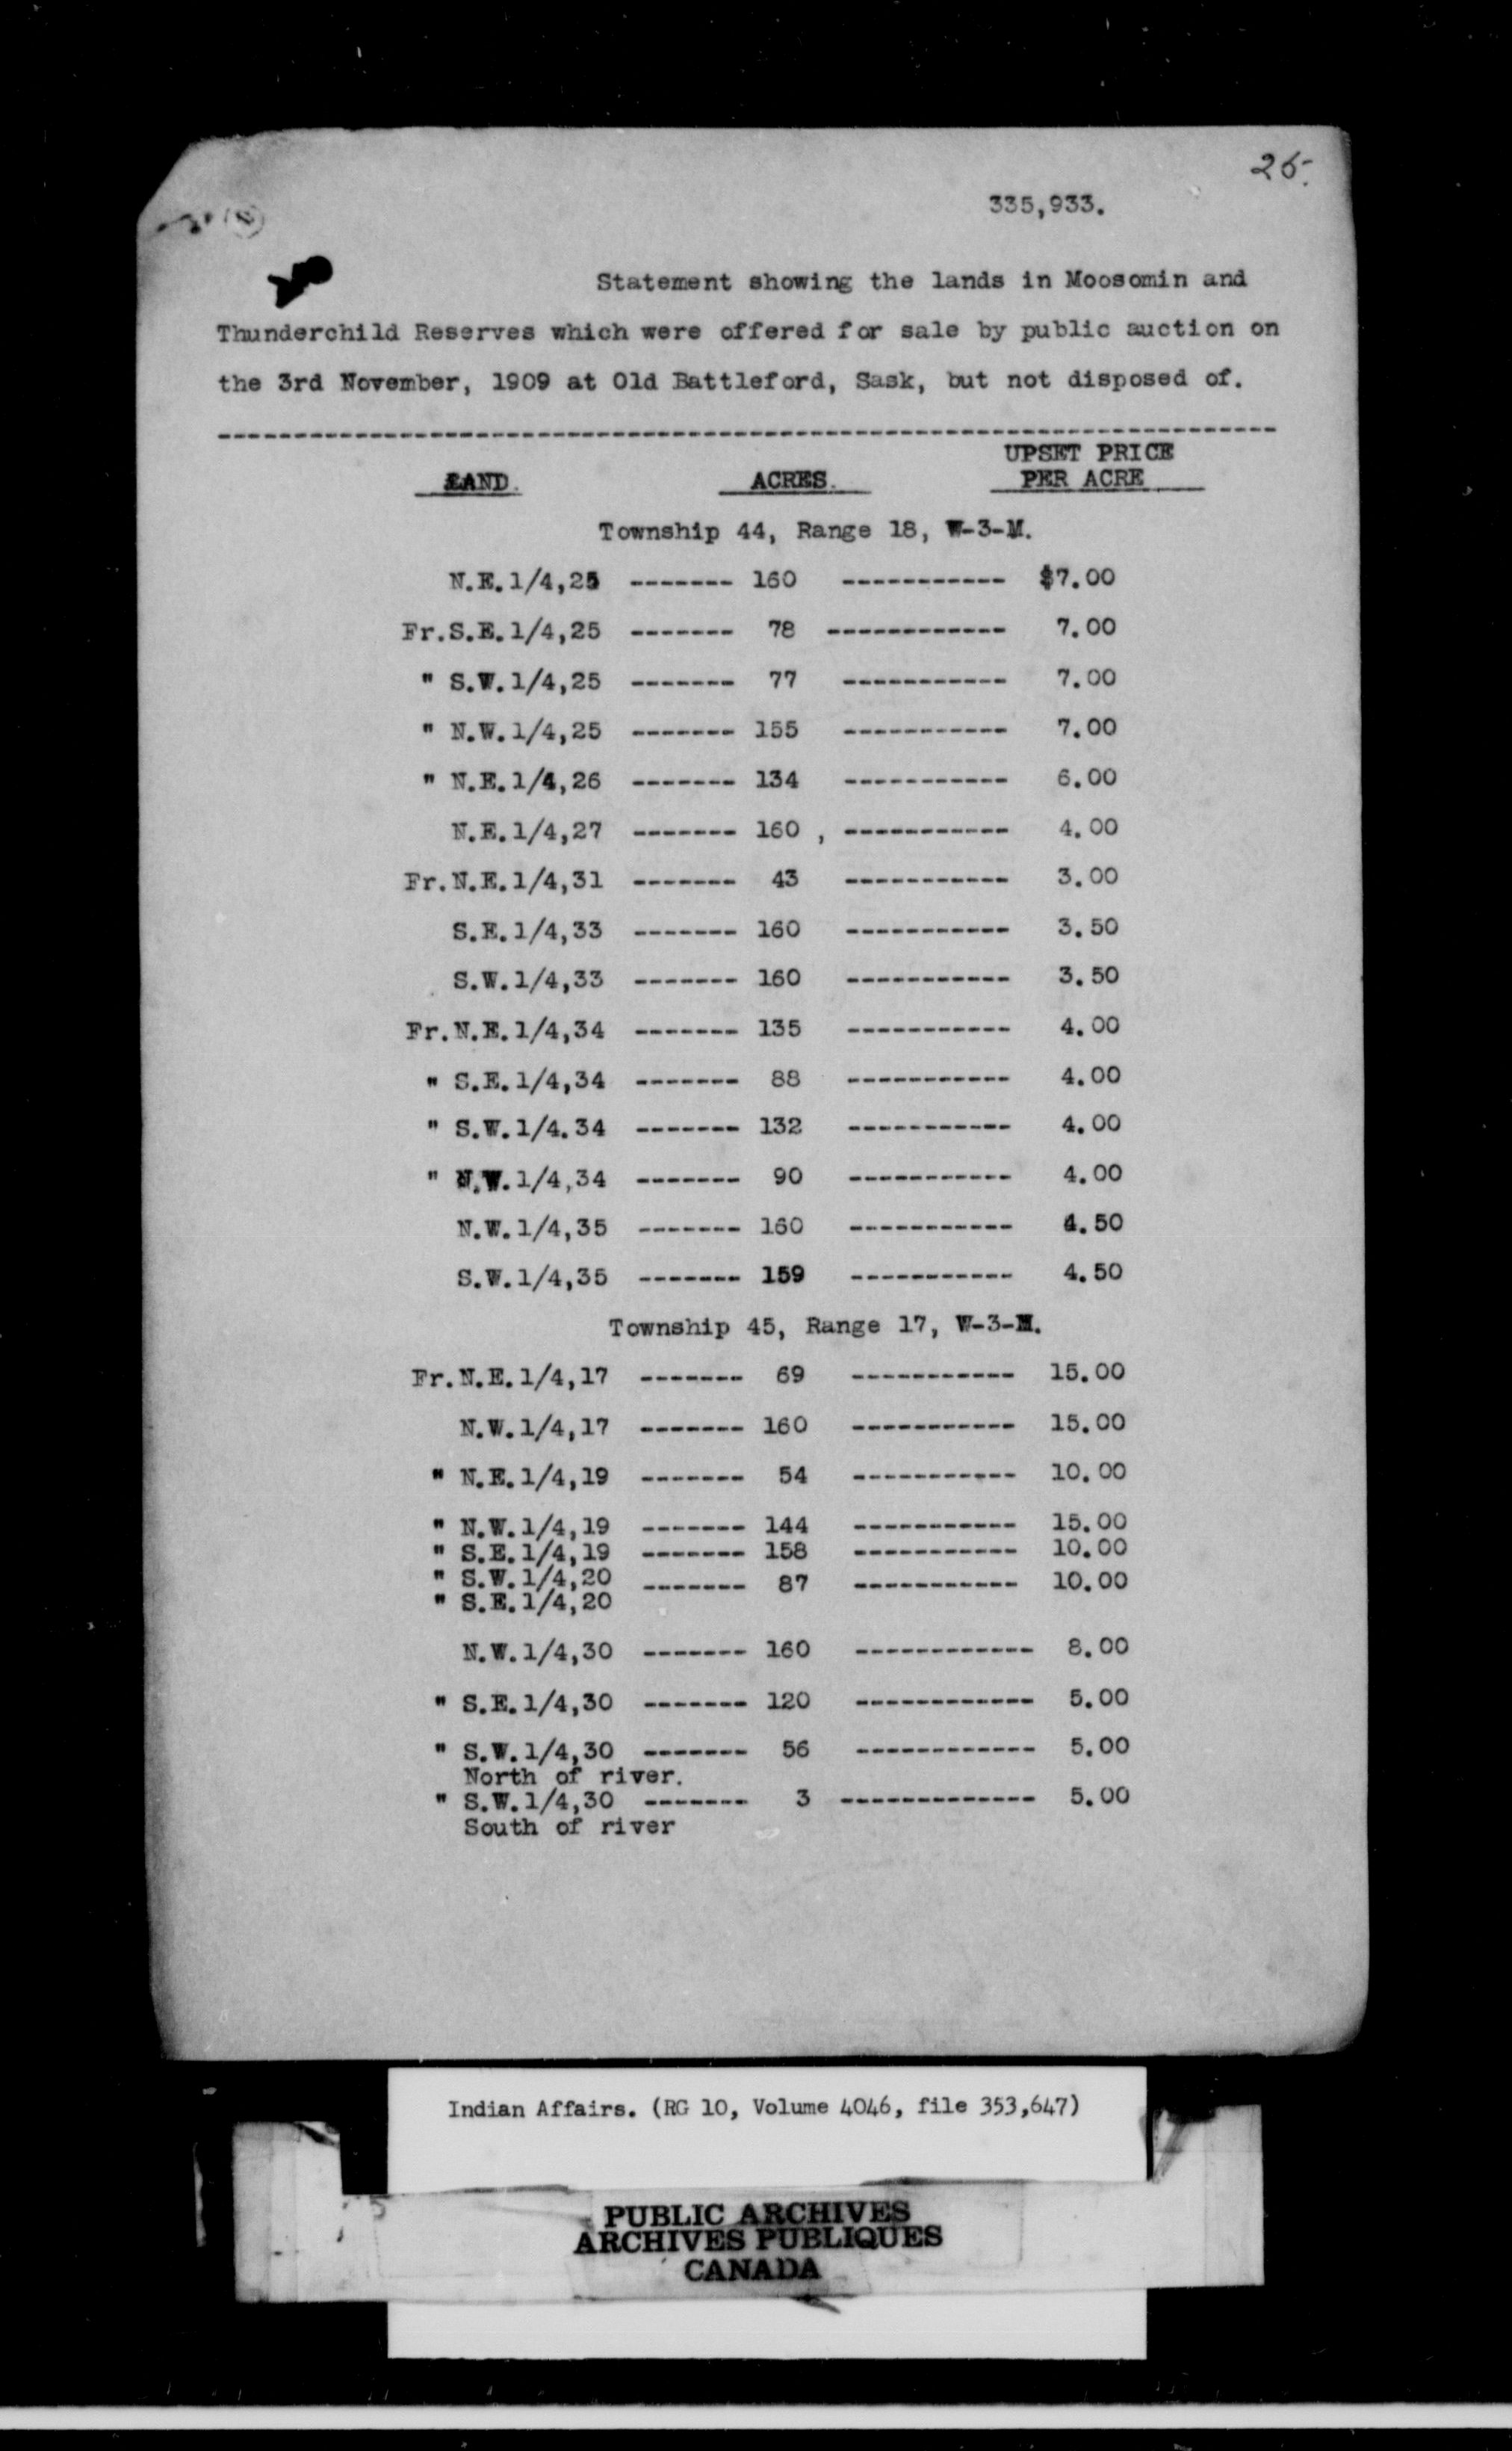 25.
335,933.
Statement showing the lands in Moosomin and
Thunderchild Reserves which were offered for sale by public auction on
the 3rd November, 1909 at Old Battleford, Sask, but not disposed of.
----------------------------------------------------------------------
UPSET PRICE
LAND. ACRES. PER ACRE
Township 44, Range 18, W-3-M.
N.E.1/4,25 ------- 160 ----------- $7.00
Fr.S.E.1/4,25 ------- 78 ------------ 7.00
" S.W.1/4,25 ------- 77 ----------- 7.00
" N.W.1/4,25 ------- 155 ----------- 7.00
" N.E.1/4,26 ------- 134 ----------- 6.00
N.E.1/4,27 ------- 160 , ----------- 4.00
Fr.N.E.1/4,31 ------- 43 ----------- 3.00
S.E.1/4,33 ------- 160 ----------- 3.50
S.W.1/4,33 ------- 160 ----------- 3.50
Fr.N.E.1/4,34 ------- 135 ----------- 4.00
" S.E.1/4,34 ------- 88 ----------- 4.00
" S.W.1/4.34 ------- 132 ----------- 4.00
" N.W.1/4,34 ------- 90 ----------- 4.00
N.W.1/4,35 ------- 160 ----------- 4.50
S.W.1/4,35 ------- 159 ----------- 4.50
Township 45, Range 17, W-3-M.
Fr.N.E.1/4,17 ------- 69 ----------- 15.00
N.W.1/4,17 ------- 160 ----------- 15.00
" N.E.1/4,19 ------- 54 ----------- 10.00
" N.W.1/4,19 ------- 144 ----------- 15.00
" S.E.1/4,19 ------- 158 ----------- 10.00
" S.W.1/4,20 ------- 87 ----------- 10.00
" S.E.1/4,20
N.W.1/4,30 ------- 160 ------------ 8.00
" S.E.1/4,30 ------- 120 ------------ 5.00
" S.W.1/4,30 ------- 56 ------------ 5.00
North of river.
" S.W.1/4,30 ------- 3 ------------- 5.00
South of river
Indian Affairs. (RG 10, Volume 4046, file 353,647)
PUBLIC ARCHIVES
ARCHIVES PUBLIQUES
CANADA